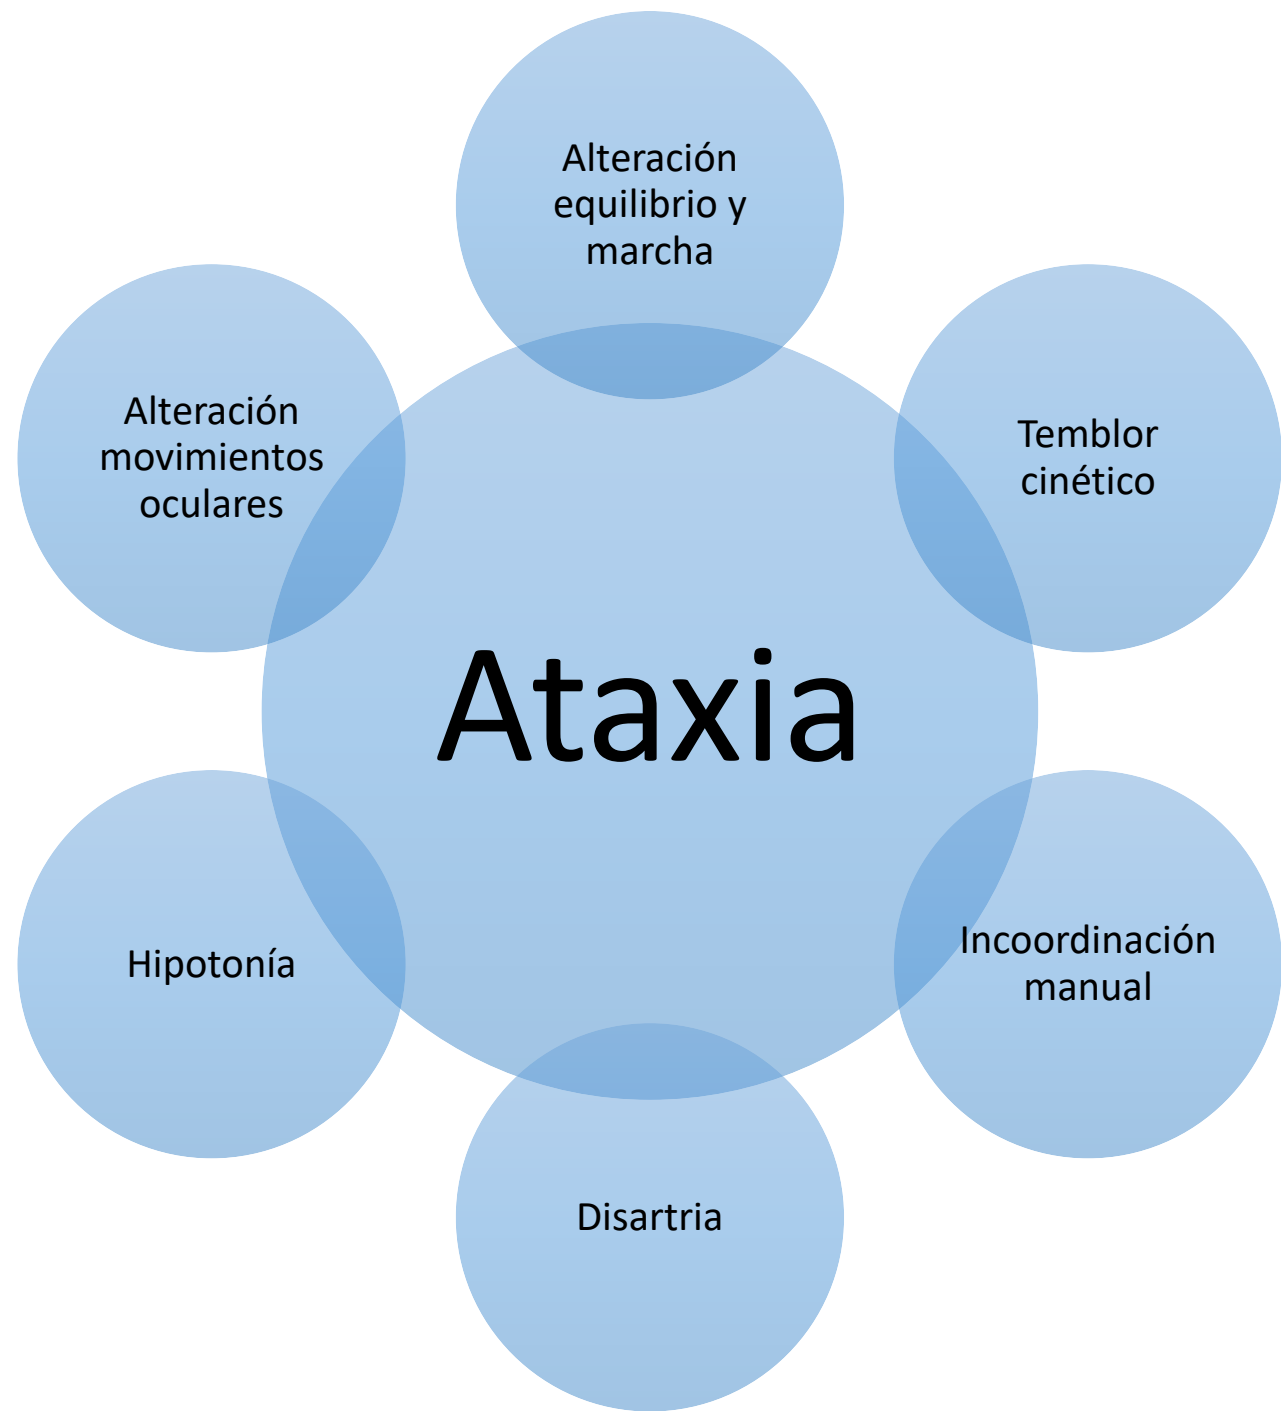 Alteración
equilibrio y
marcha
Temblor
cinético
Incoordinación
manual
Disartria
Hipotonía
Alteración
movimientos
oculares
Ataxia